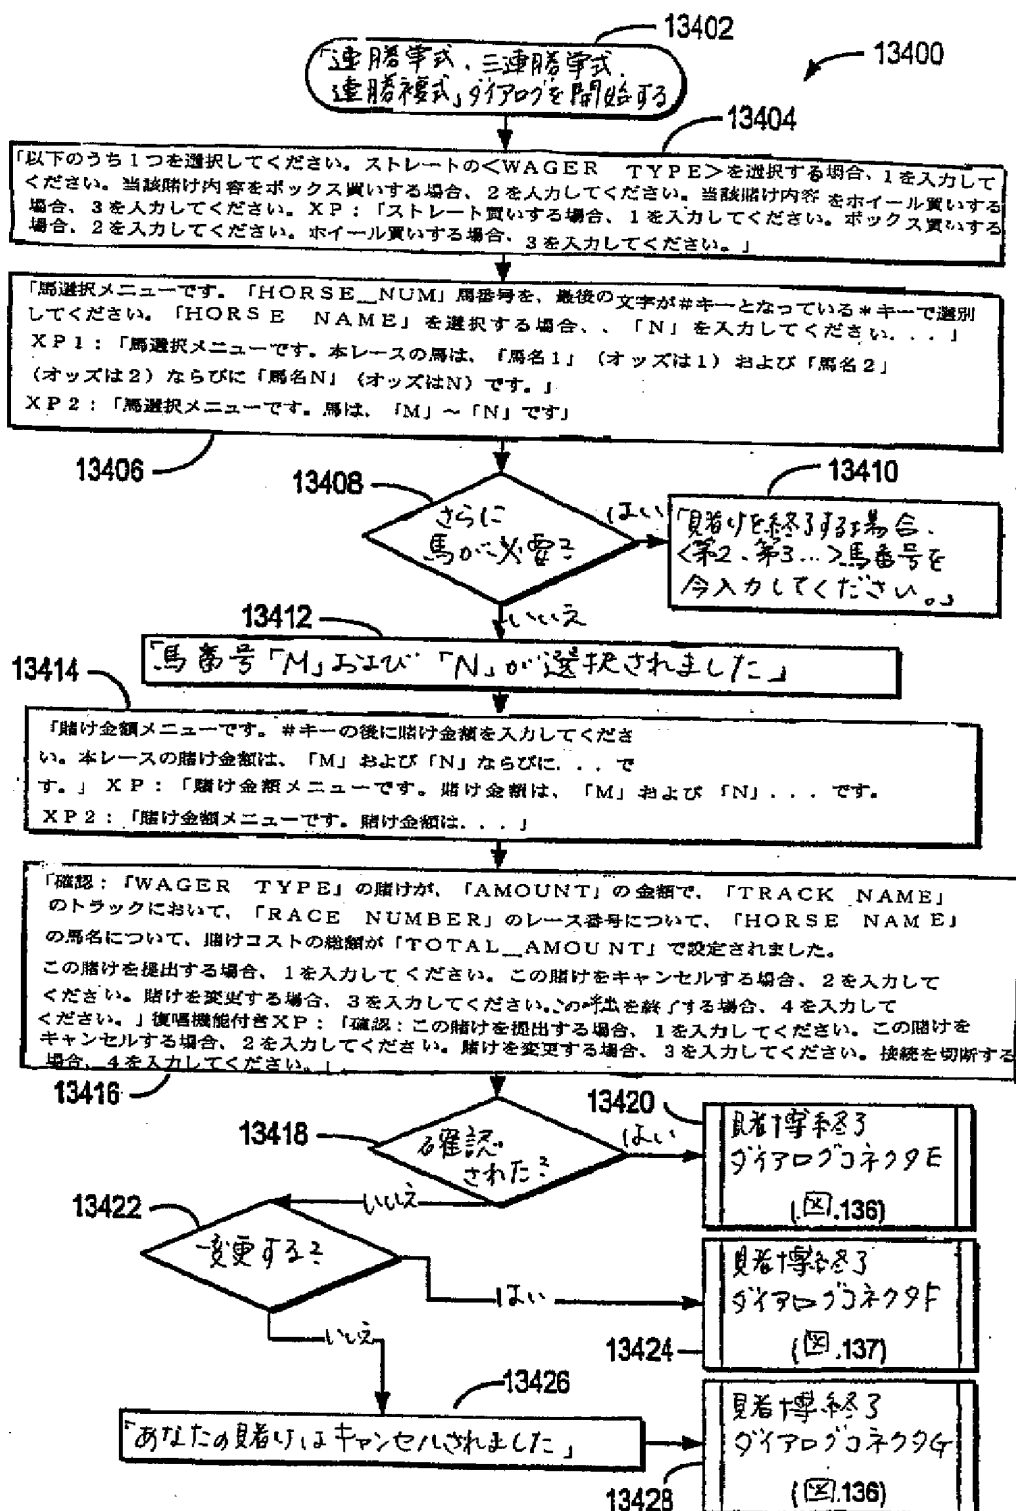 13402
13400
「連勝単式、三連勝単式、
連勝複式」ダイアログを開始する
13404
「以下のうち1つを選択してください。ストレートの<WAGER TYPE>を選択する場合、1を入力して
ください。当該賭け内容をボックス買いする場合、2を入力してください。当該賭け内容をホイール買いする
場合、3を入力してください。XP:「ストレート買いする場合、1を入力してください。ボックス買いする
場合、2を入力してください。ホイール買いする場合、3を入力してください。」
「馬選択メニューです。「HORSE__NUM」馬番号を、最後の文字が#キーとなっている*キーで選別
してください。「HORSE NAME」を選択する場合、、「N」を入力してください...」
XP1:「馬選択メニューです。本レースの馬は、「馬名1」(オッズは1)および「馬名2」
(オッズは2)ならびに「馬名N」(オッズはN)です。」
XP2:「馬選択メニューです。馬は、「M」~「N」です」
13406
13408
さらに
馬が必要?
はい
13410
「賭けを終了する場合、
<第2、第3...>馬番号を
今入力してください。」
いいえ
13412
「馬番号「M」および「N」が選択されました」
13414
「賭け金額メニューです。#キーの後に賭け金額を入力してくださ
い。本レースの賭け金額は、「M」および「N」ならびに...で
す。」XP:「賭け金額メニューです。賭け金額は、「M」および「N」...です。
XP2:「賭け金額メニューです。賭け金額は...」
「確認:「WAGER TYPE」の賭けが、「AMOUNT」の金額で、「TRACK NAME」
のトラックにおいて、「RACE NUMBER」のレース番号について、「HORSE NAME」
の馬名について、賭けコストの総額が「TOTAL__AMOUNT」で設定されました。
この賭けを提出する場合、1を入力してください。この賭けをキャンセルする場合、2を入力して
ください。賭けを変更する場合、3を入力してください。この呼出を終了する場合、4を入力して
ください。」復唱機能付きXP:「確認:この賭けを提出する場合、1を入力してください。この賭けを
キャンセルする場合、2を入力してください。賭けを変更する場合、3を入力してください。接続を切断する
場合、4を入力してください。」
13416
13418
確認
された?
はい
13420
賭博終了
ダイアログコネクタE
(図.136)
いいえ
13422
変更する?
はい
賭博終了
ダイアログコネクタF
(図.137)
13424
いいえ
13426
「あなたの賭けはキャンセルされました」
賭博終了
ダイアログコネクタG
(図.136)
13428